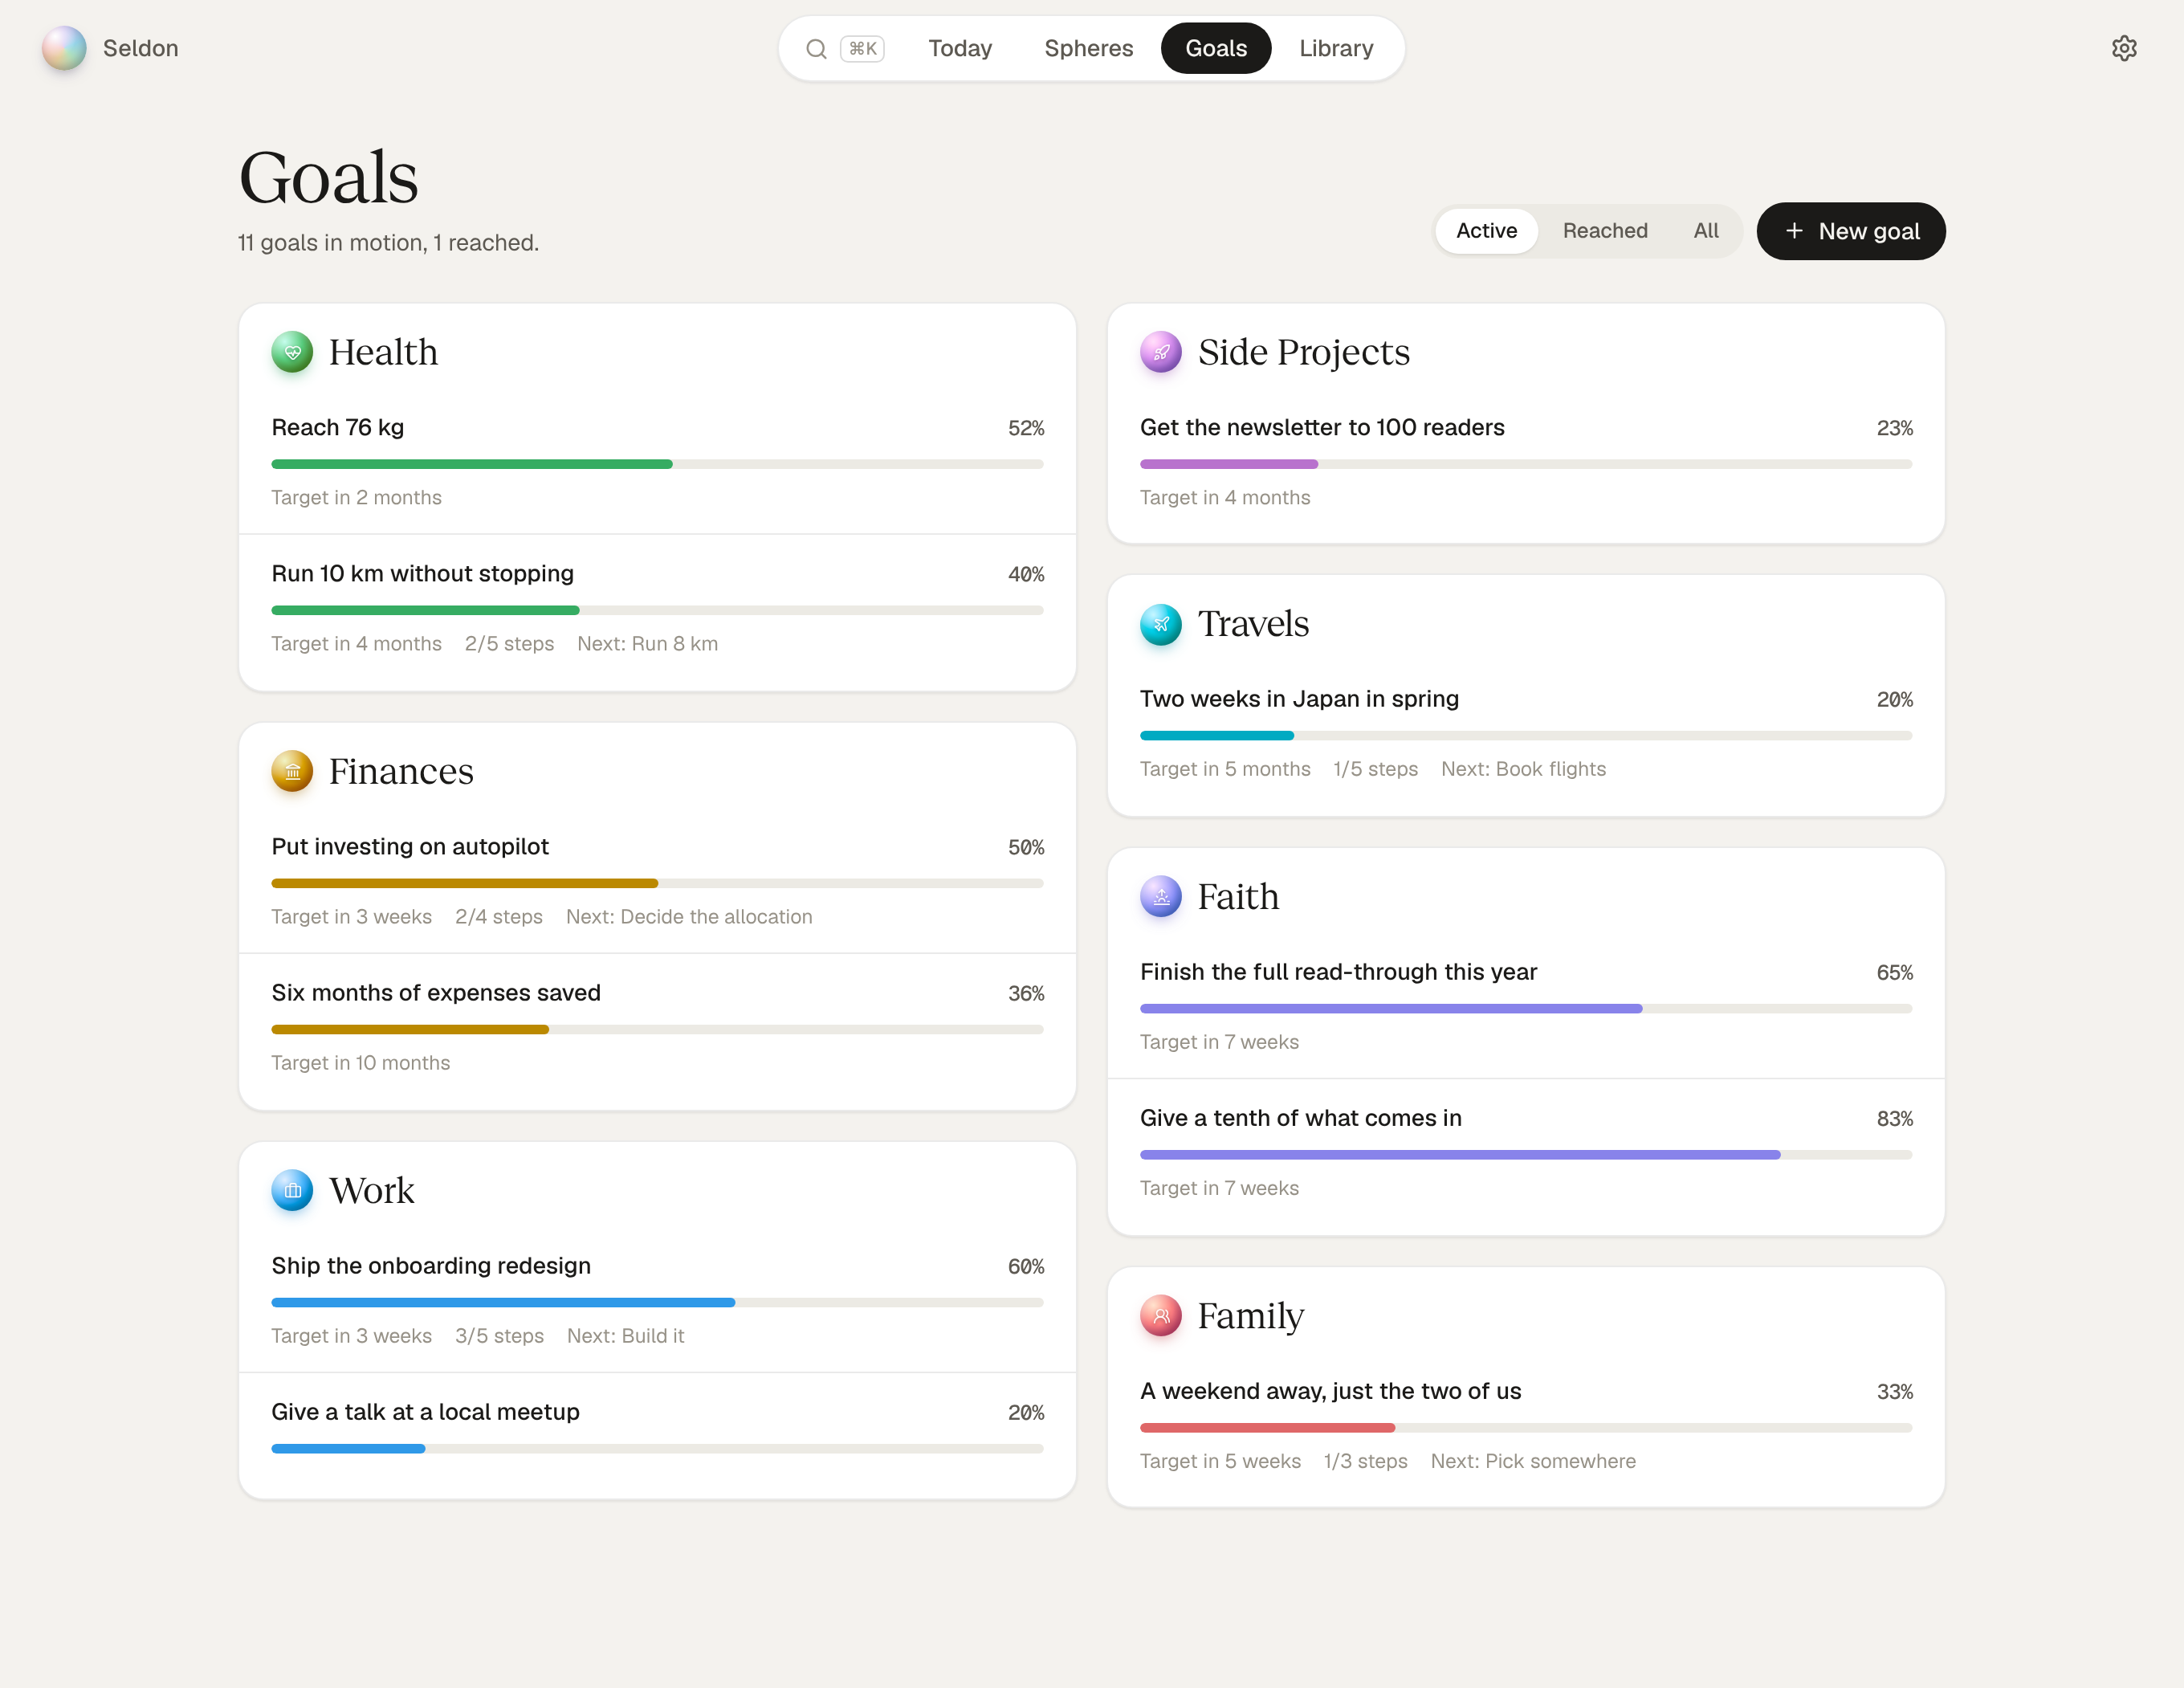 Seldon
⌘K
Today
Spheres
Goals
Library
Goals
11 goals in motion, 1 reached.
Active
Reached
All
+ New goal
Health
Reach 76 kg
52%
Target in 2 months
Run 10 km without stopping
40%
Target in 4 months 2/5 steps Next: Run 8 km
Finances
Put investing on autopilot
50%
Target in 3 weeks 2/4 steps Next: Decide the allocation
Six months of expenses saved
36%
Target in 10 months
Work
Ship the onboarding redesign
60%
Target in 3 weeks 3/5 steps Next: Build it
Give a talk at a local meetup
20%
Side Projects
Get the newsletter to 100 readers
23%
Target in 4 months
Travels
Two weeks in Japan in spring
20%
Target in 5 months 1/5 steps Next: Book flights
Faith
Finish the full read-through this year
65%
Target in 7 weeks
Give a tenth of what comes in
83%
Target in 7 weeks
Family
A weekend away, just the two of us
33%
Target in 5 weeks 1/3 steps Next: Pick somewhere